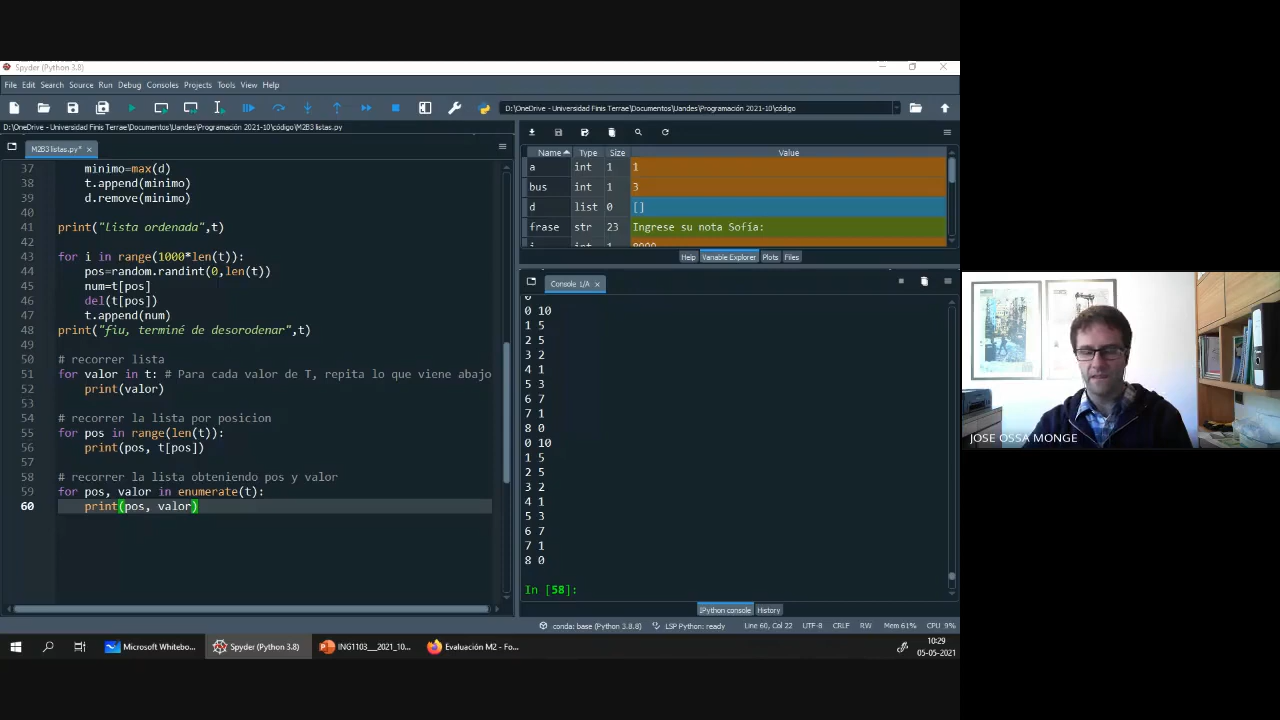 Spyder (Python 3.8)
File Edit Search Source Run Debug Consoles Projects Tools View Help
D:\OneDrive - Universidad Finis Terrae\Documentos\Uandes\Programación 2021-10\código
D:\OneDrive - Universidad Finis Terrae\Documentos\Uandes\Programación 2021-10\código\M2B3 listas.py
M2B3 listas.py*
37 minimo=max(d)
38 t.append(minimo)
39 d.remove(minimo)
40
41 print("lista ordenada",t)
42
43 for i in range(1000*len(t)):
44 pos=random.randint(0,len(t))
45 num=t[pos]
46 del(t[pos])
47 t.append(num)
48 print("fiu, terminé de desorodenar",t)
49
50 # recorrer lista
51 for valor in t: # Para cada valor de T, repita lo que viene abajo
52 print(valor)
53
54 # recorrer la lista por posicion
55 for pos in range(len(t)):
56 print(pos, t[pos])
57
58 # recorrer la lista obteniendo pos y valor
59 for pos, valor in enumerate(t):
60 print(pos, valor)
Name Type Size Value
a int 1 1
bus int 1 3
d list 0 []
frase str 23 Ingrese su nota Sofía:
Help Variable Explorer Plots Files
Console 1/A
0 10
1 5
2 5
3 2
4 1
5 3
6 7
7 1
8 0
0 10
1 5
2 5
3 2
4 1
5 3
6 7
7 1
8 0
In [58]:
IPython console History
conda: base (Python 3.8.8) LSP Python: ready Line 60, Col 22 UTF-8 CRLF RW Mem 61% CPU 9%
Microsoft Whitebo... Spyder (Python 3.8) ING1103__2021_10... Evaluación M2 - Fo...
10:29
05-05-2021
JOSE OSSA MONGE